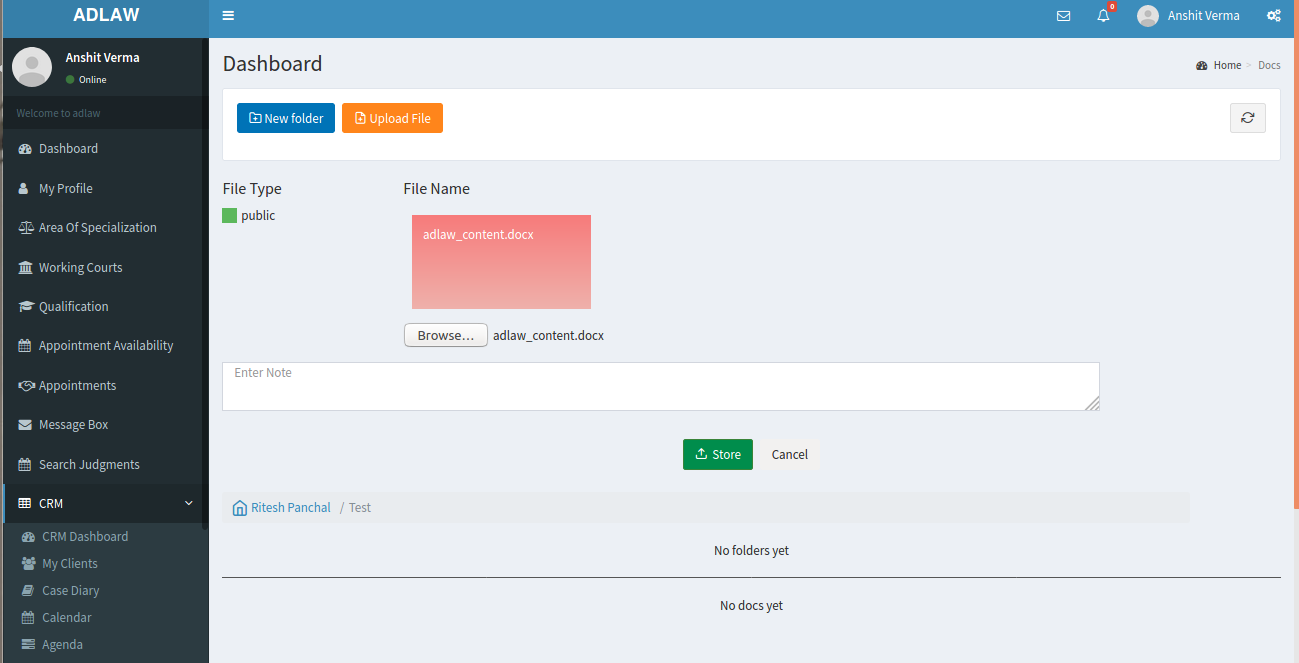 ADLAW
0
Anshit Verma
Anshit Verma
Online
Welcome to adlaw
Dashboard
My Profile
Area Of Specialization
Working Courts
Qualification
Appointment Availability
Appointments
Message Box
Search Judgments
CRM
CRM Dashboard
My Clients
Case Diary
Calendar
Agenda
Dashboard
Home > Docs
New folder
Upload File
File Type
public
File Name
adlaw_content.docx
Browse... adlaw_content.docx
Enter Note
Store
Cancel
Ritesh Panchal / Test
No folders yet
No docs yet